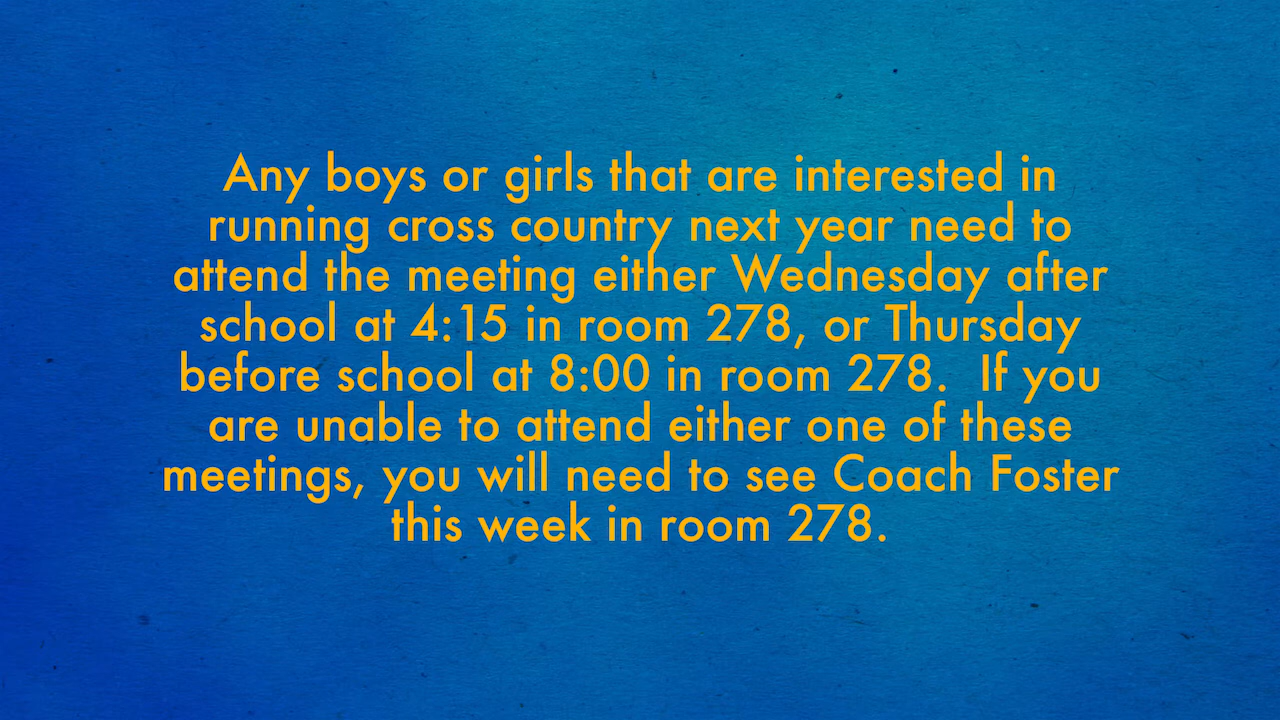 Any boys or girls that are interested in
running cross country next year need to
attend the meeting either Wednesday after
school at 4:15 in room 278, or Thursday
before school at 8:00 in room 278.  If you
are unable to attend either one of these
meetings, you will need to see Coach Foster
this week in room 278.